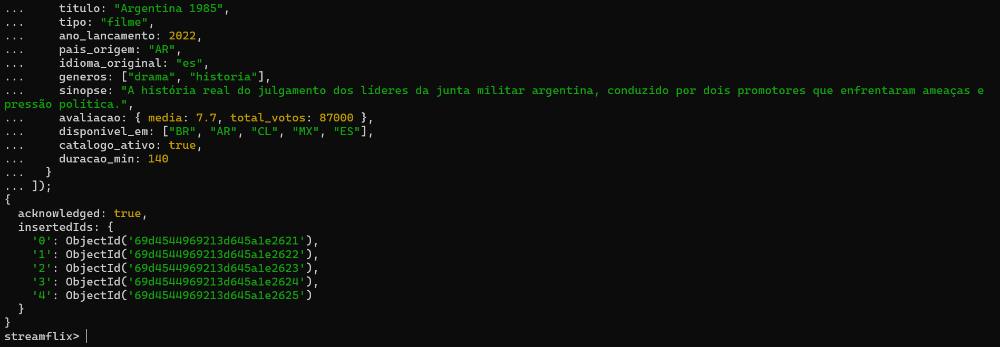 ...     titulo: "Argentina 1985",
...     tipo: "filme",
...     ano_lancamento: 2022,
...     pais_origem: "AR",
...     idioma_original: "es",
...     generos: ["drama", "historia"],
...     sinopse: "A história real do julgamento dos líderes da junta militar argentina, conduzido por dois promotores que enfrentaram ameaças e
pressão política.",
...     avaliacao: { media: 7.7, total_votos: 87000 },
...     disponivel_em: ["BR", "AR", "CL", "MX", "ES"],
...     catalogo_ativo: true,
...     duracao_min: 140
...   }
... ]);
{
  acknowledged: true,
  insertedIds: {
    '0': ObjectId('69d4544969213d645a1e2621'),
    '1': ObjectId('69d4544969213d645a1e2622'),
    '2': ObjectId('69d4544969213d645a1e2623'),
    '3': ObjectId('69d4544969213d645a1e2624'),
    '4': ObjectId('69d4544969213d645a1e2625')
  }
}
streamflix>